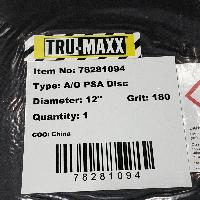 TRU-MAXX
Item No: 78281094
Type: A/O PSA Disc
Diameter: 12" Grit: 180
Quantity: 1
COO: China
78281094